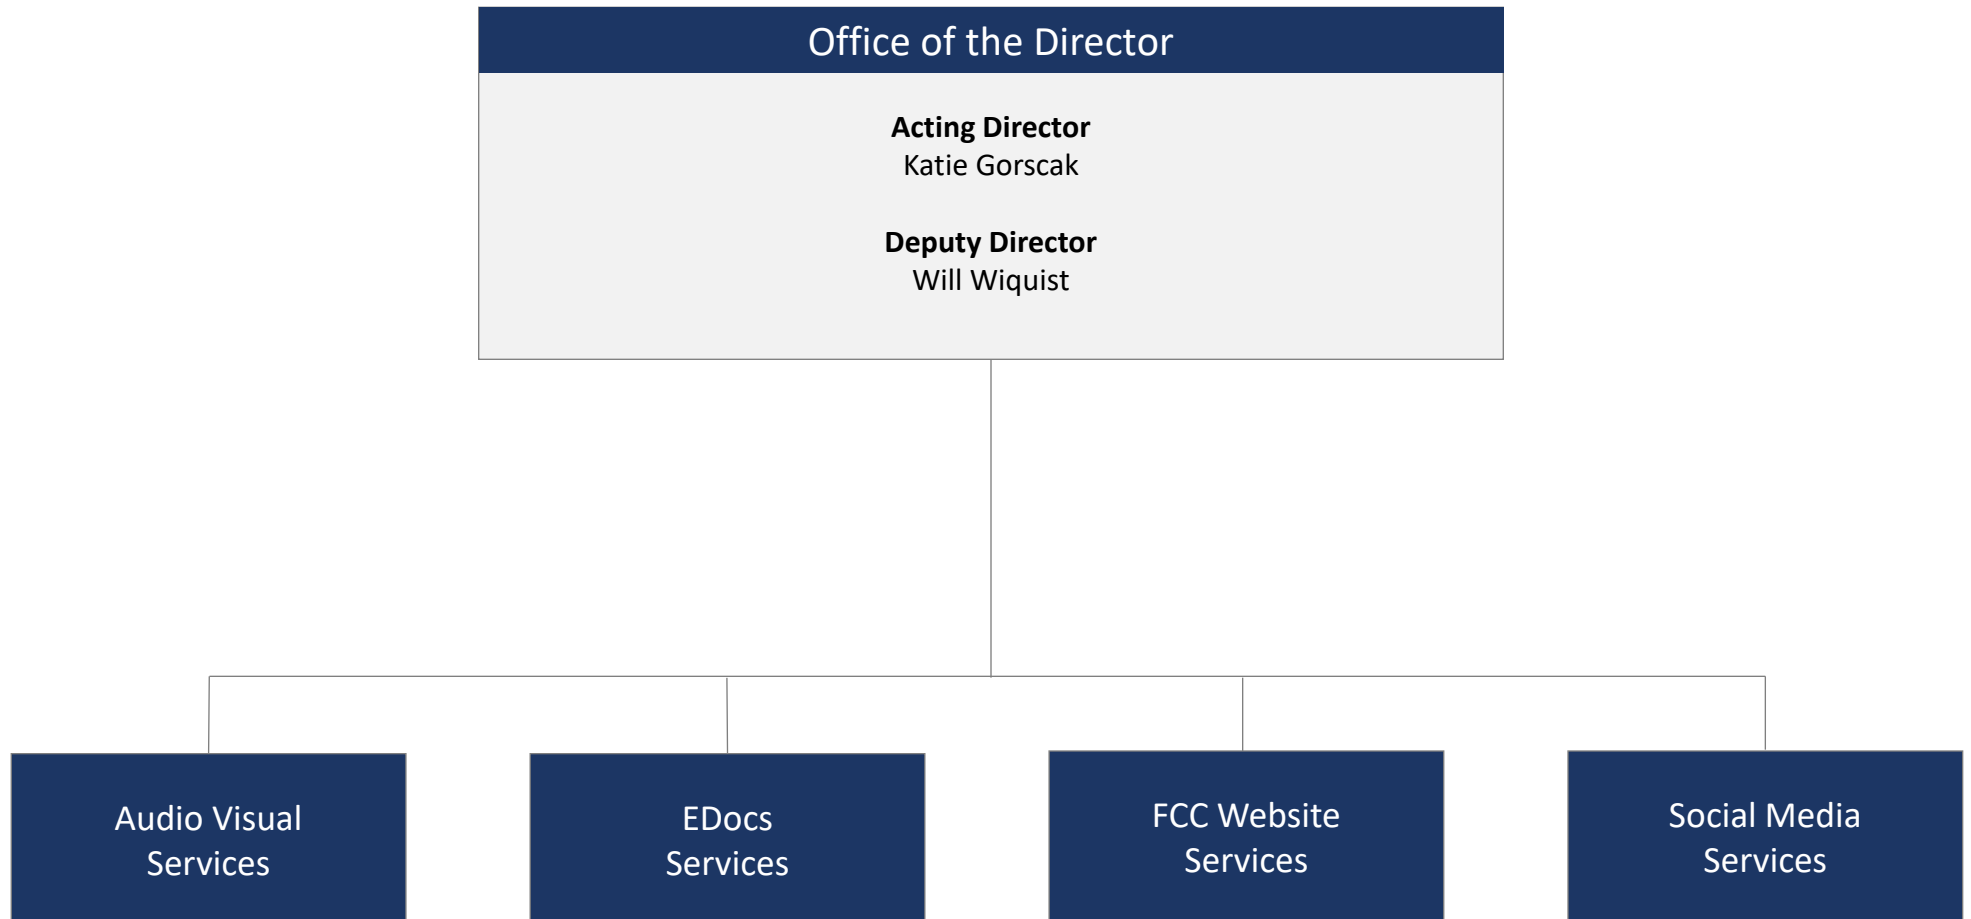 Office of the Director
Acting Director
Katie Gorscak
Deputy Director
Will Wiquist
Audio Visual
Services
EDocs
Services
FCC Website
Services
Social Media
Services